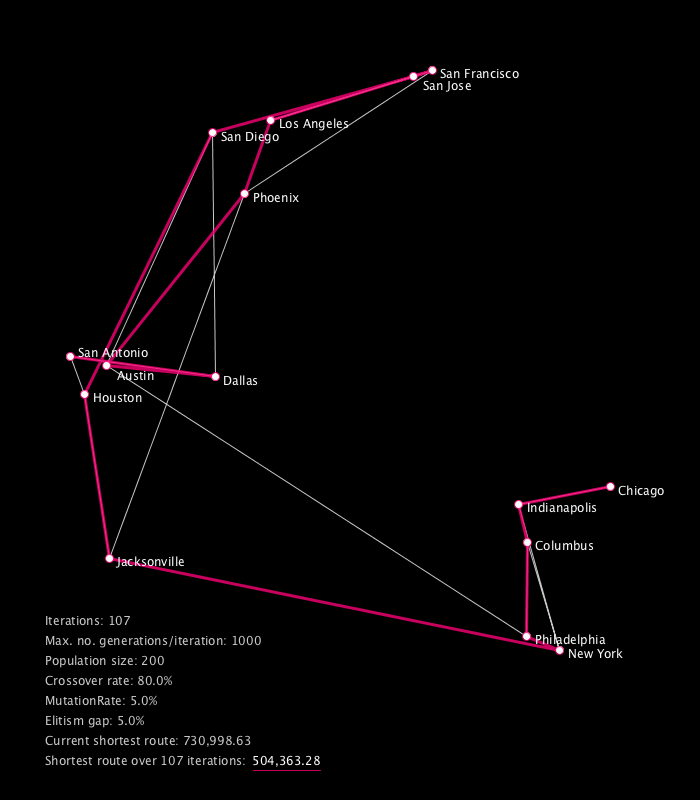 San Francisco
San Jose
Los Angeles
San Diego
Phoenix
San Antonio
Austin
Dallas
Houston
Chicago
Indianapolis
Columbus
Jacksonville
Philadelphia
New York
Iterations: 107
Max. no. generations/iteration: 1000
Population size: 200
Crossover rate: 80.0%
MutationRate: 5.0%
Elitism gap: 5.0%
Current shortest route: 730,998.63
Shortest route over 107 iterations: 504,363.28